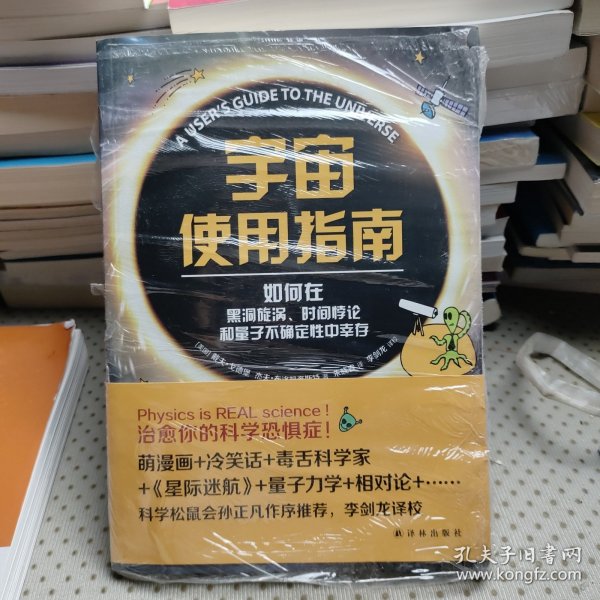 A USER'S GUIDE TO THE UNIVERSE
宇宙
使用指南
如何在
黑洞旋涡、时间悖论
和量子不确定性中幸存
李剑龙 译校
Physics is REAL science!
治愈你的科学恐惧症!
萌漫画+冷笑话+毒舌科学家
+《星际迷航》+量子力学+相对论+……
科学松鼠会孙正凡作序推荐,李剑龙译校
译林出版社
孔夫子旧书网
www.kongfz.com